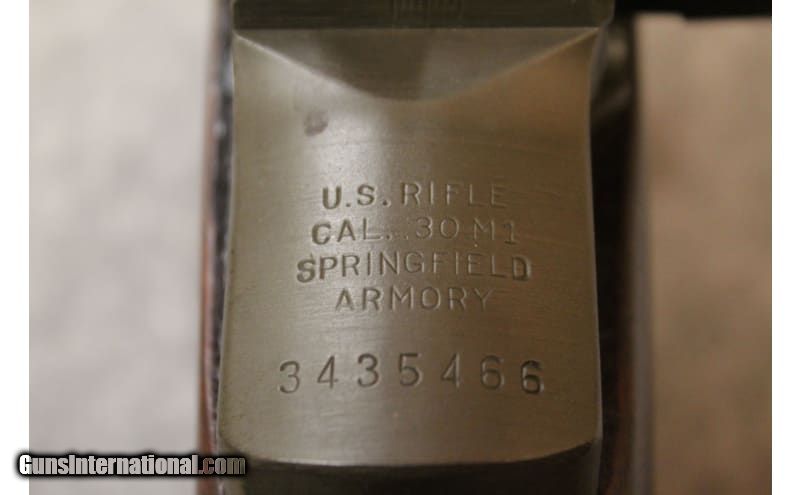 U.S. RIFLE
CAL. .30 M1
SPRINGFIELD
ARMORY
3435466
GunsInternational.com